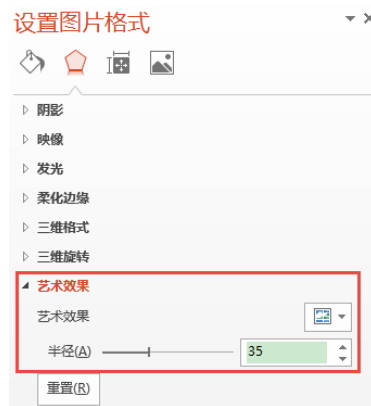 设置图片格式
阴影
映像
发光
柔化边缘
三维格式
三维旋转
艺术效果
艺术效果
半径(A) 35
重置(R)